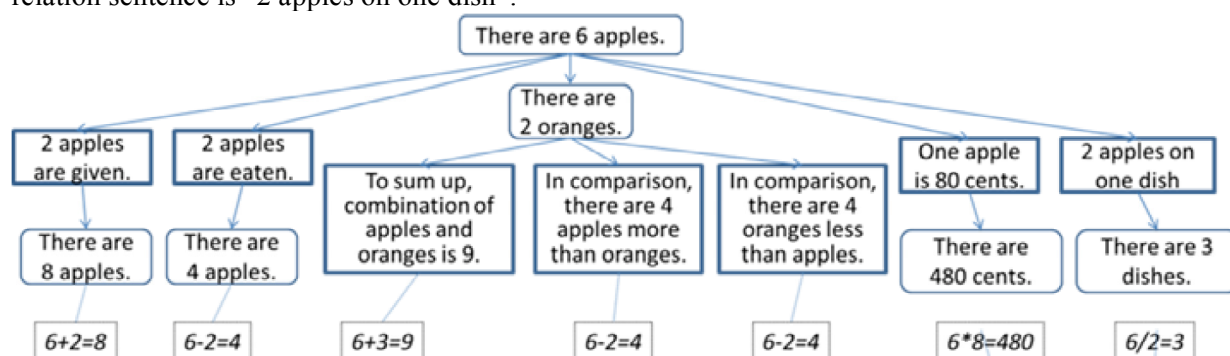 relation sentence is "2 apples on one dish".
There are 6 apples.
There are
2 oranges.
2 apples
are given.
2 apples
are eaten.
To sum up,
combination of
apples and
oranges is 9.
In comparison,
there are 4
apples more
than oranges.
In comparison,
there are 4
oranges less
than apples.
One apple
is 80 cents.
2 apples on
one dish
There are
8 apples.
There are
4 apples.
There are
480 cents.
There are 3
dishes.
6+2=8
6-2=4
6+3=9
6-2=4
6-2=4
6*8=480
6/2=3